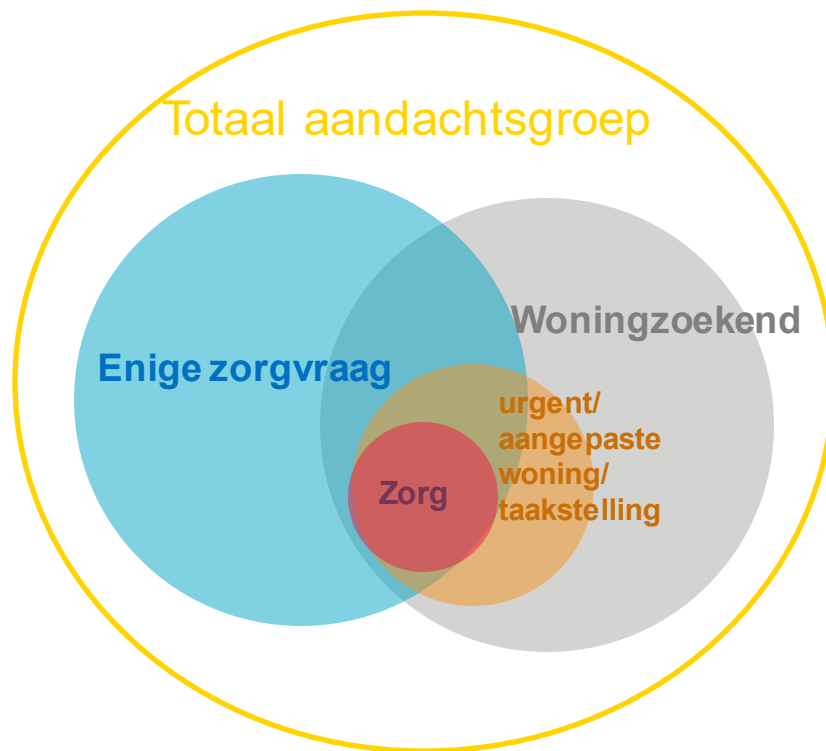 Totaal aandachtsgroep
Woningzoekend
Enige zorgvraag
urgent/
aangepaste
woning/
taakstelling
Zorg